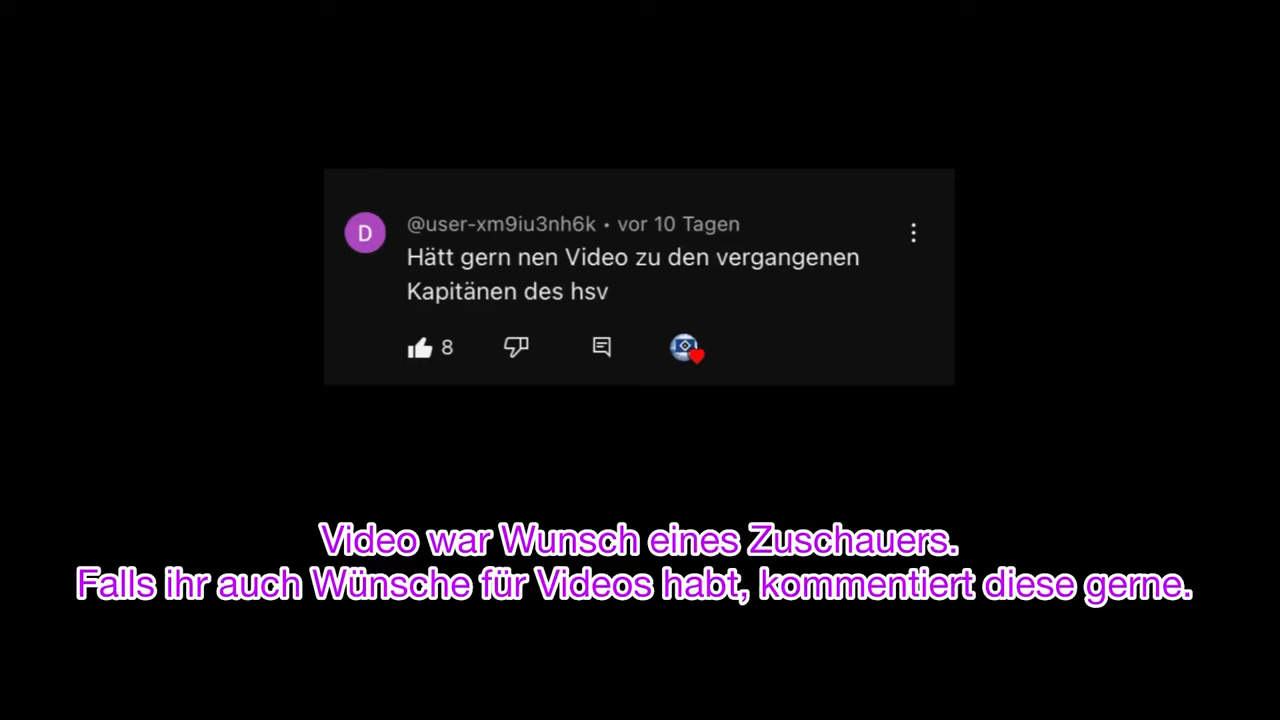 D
@user-xm9iu3nh6k • vor 10 Tagen
Hätt gern nen Video zu den vergangenen
Kapitänen des hsv
8
Video war Wunsch eines Zuschauers.
Falls ihr auch Wünsche für Videos habt, kommentiert diese gerne.